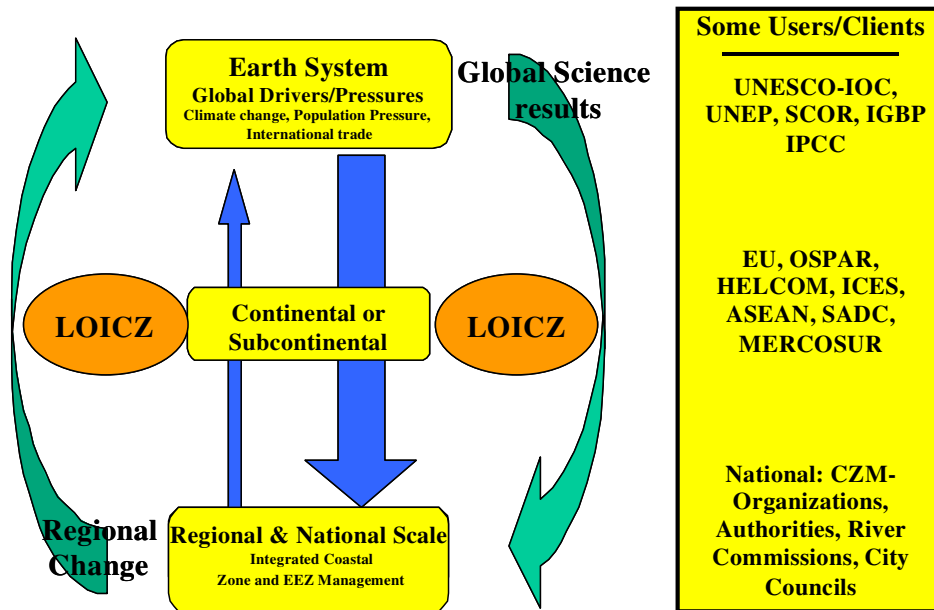 Earth System
Global Drivers/Pressures
Climate change, Population Pressure,
International trade
Global Science
results
LOICZ
Continental or
Subcontinental
LOICZ
Regional
Change
Regional & National Scale
Integrated Coastal
Zone and EEZ Management
Some Users/Clients
UNESCO-IOC,
UNEP, SCOR, IGBP
IPCC
EU, OSPAR,
HELCOM, ICES,
ASEAN, SADC,
MERCOSUR
National: CZM-
Organizations,
Authorities, River
Commissions, City
Councils